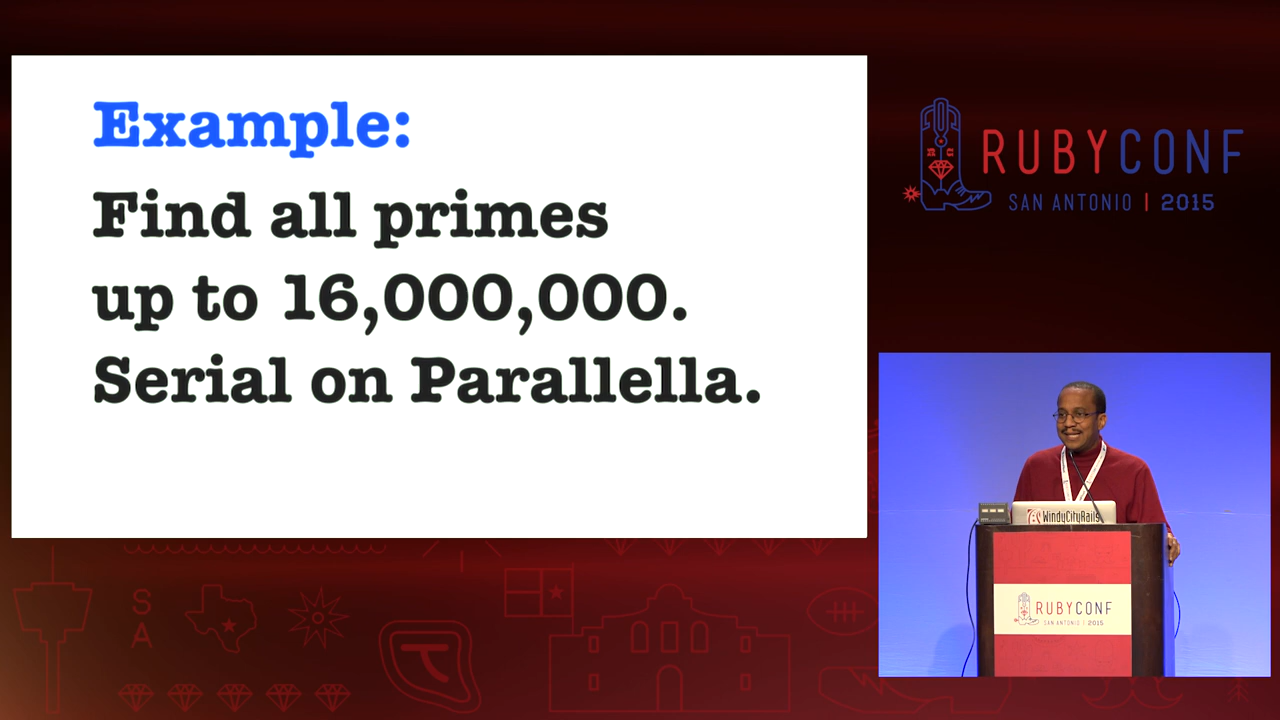 Example:
Find all primes
up to 16,000,000.
Serial on Parallella.
RUBYCONF
SAN ANTONIO | 2015
WindyCityRails
RUBYCONF
SAN ANTONIO | 2015
S
A